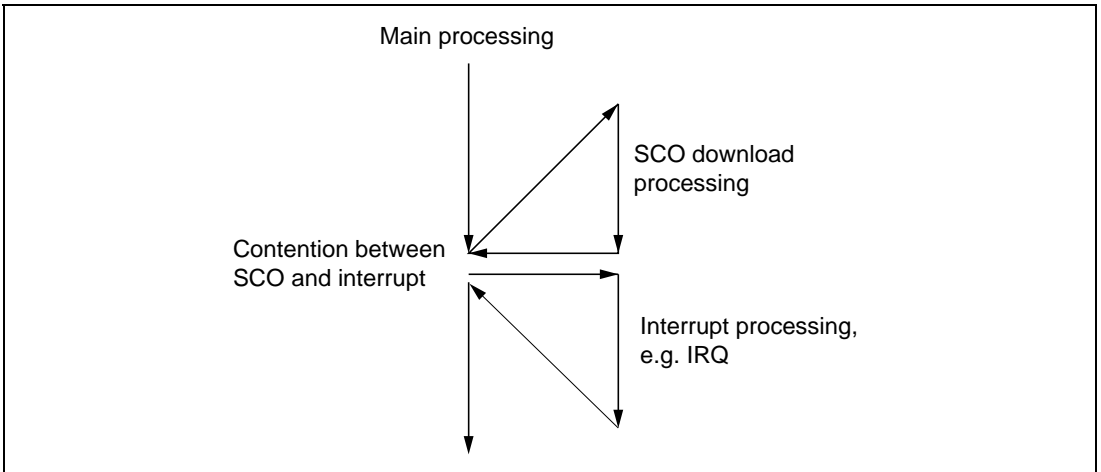 Main processing
SCO download
processing
Contention between
SCO and interrupt
Interrupt processing,
e.g. IRQ